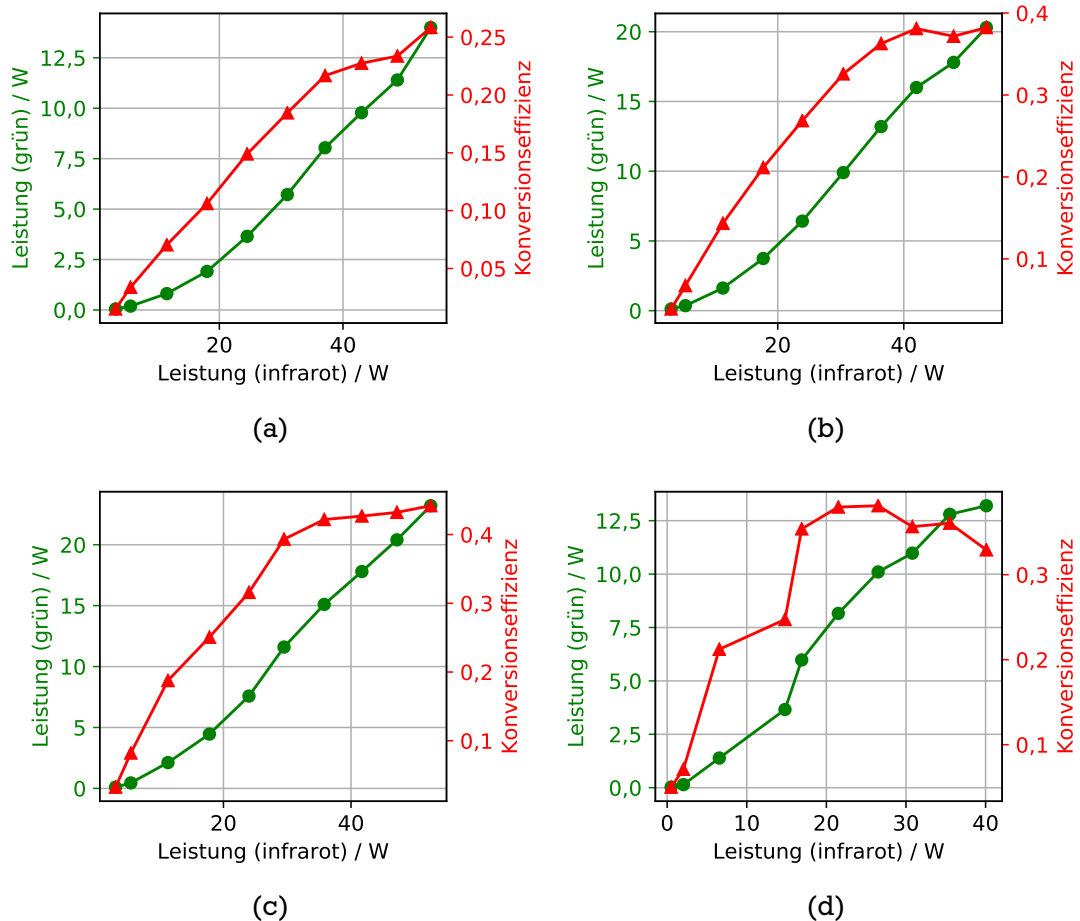 12,5
10,0
7,5
5,0
2,5
0,0
Leistung (grün) / W
0,25
0,20
0,15
0,10
0,05
Konversionseffizienz
20 40
Leistung (infrarot) / W
(a)
20
15
10
5
0
Leistung (grün) / W
0,4
0,3
0,2
0,1
Konversionseffizienz
20 40
Leistung (infrarot) / W
(b)
20
15
10
5
0
Leistung (grün) / W
0,4
0,3
0,2
0,1
Konversionseffizienz
20 40
Leistung (infrarot) / W
(c)
12,5
10,0
7,5
5,0
2,5
0,0
Leistung (grün) / W
0,3
0,2
0,1
Konversionseffizienz
0 10 20 30 40
Leistung (infrarot) / W
(d)